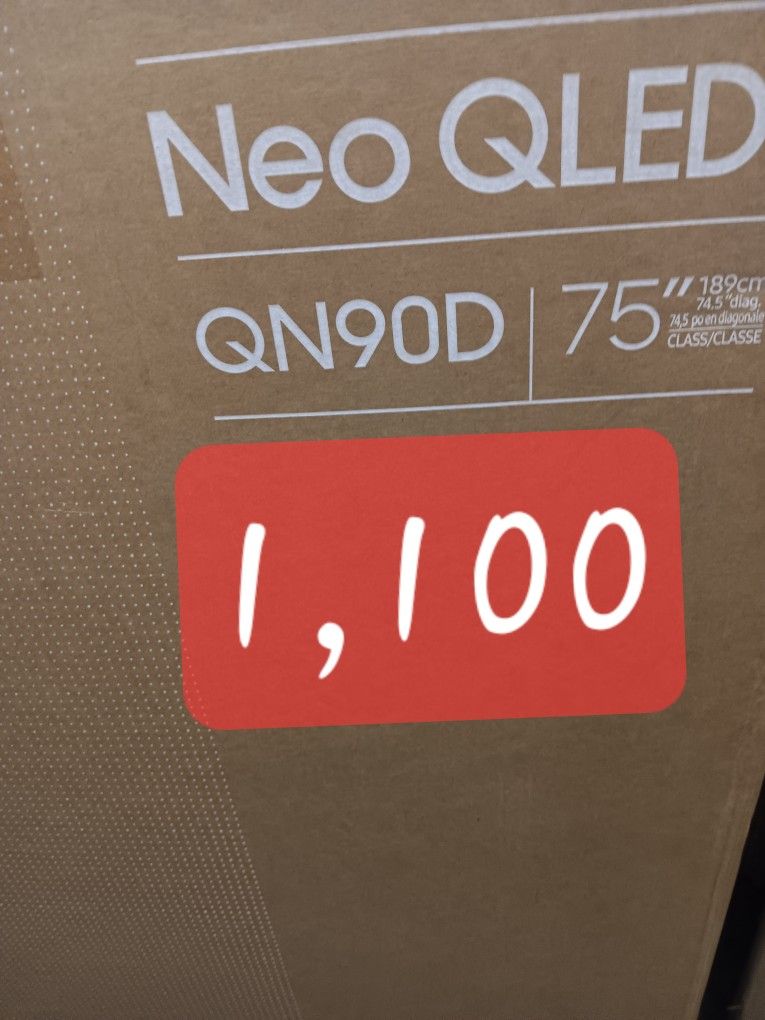 Neo QLED
QN90D
75"
189cm
74.5"diag.
74,5 po en diagonale
CLASS/CLASSE
1,100